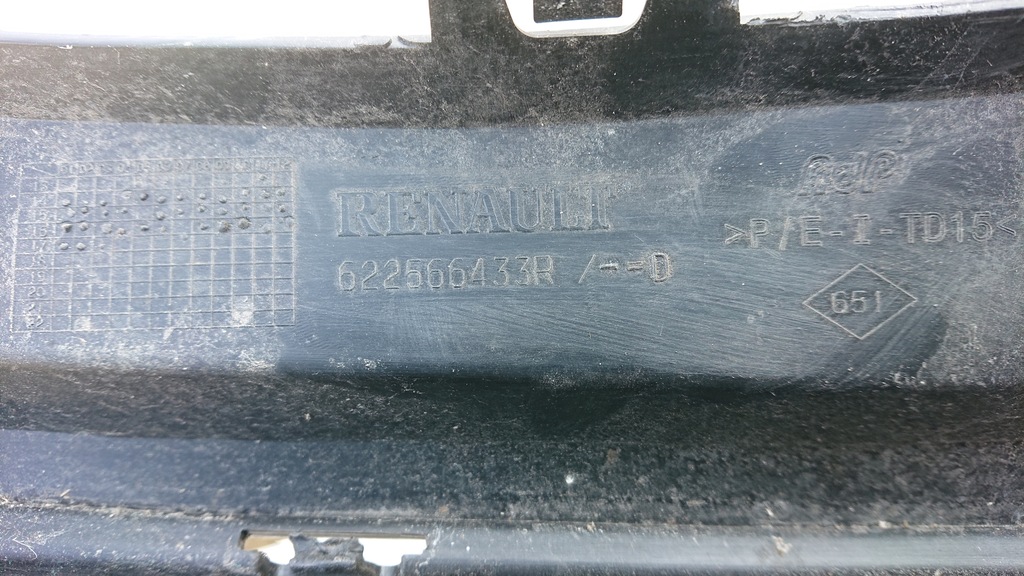 RENAULT
622566433R /--D
>P/E-I-TD15<
651